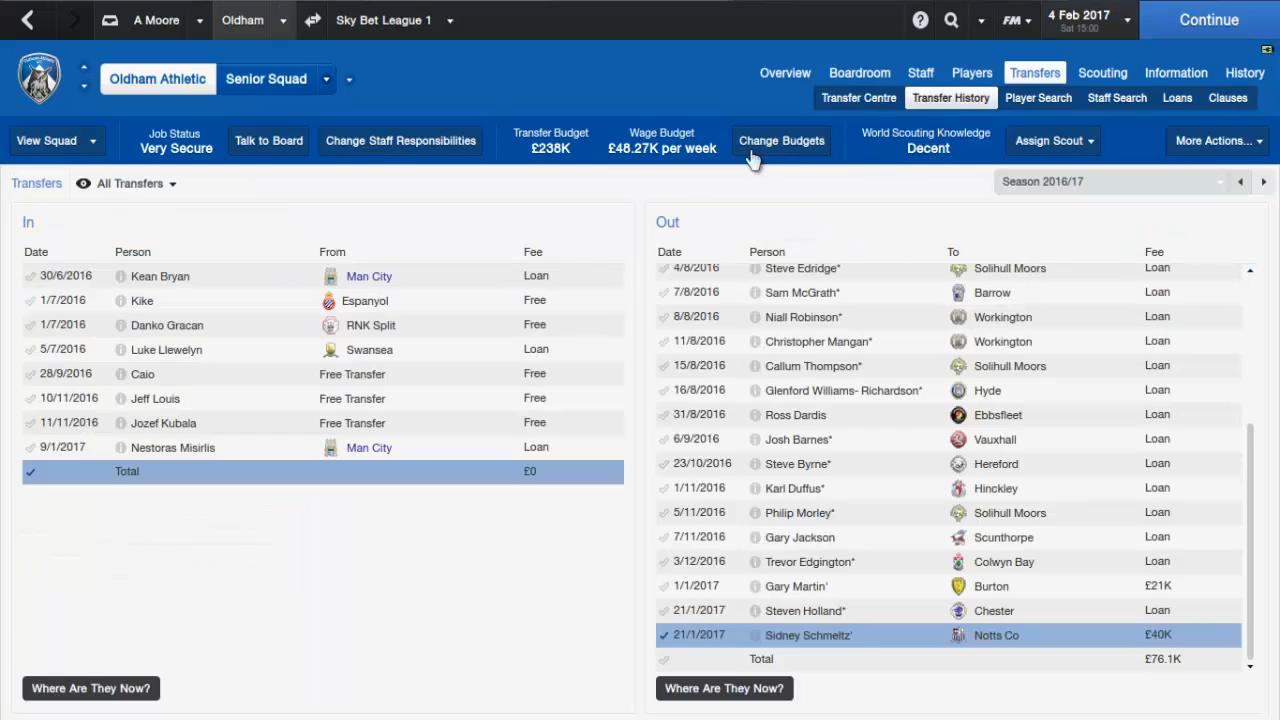 A Moore
Oldham
Sky Bet League 1
?
FM
4 Feb 2017
Sat 15:00
Continue
Oldham Athletic
Senior Squad
Overview
Boardroom
Staff
Players
Transfers
Scouting
Information
History
Transfer Centre
Transfer History
Player Search
Staff Search
Loans
Clauses
View Squad
Job Status
Very Secure
Talk to Board
Change Staff Responsibilities
Transfer Budget
£238K
Wage Budget
£48.27K per week
Change Budgets
World Scouting Knowledge
Decent
Assign Scout
More Actions...
Transfers
All Transfers
Season 2016/17
In
Date Person From Fee
30/6/2016 Kean Bryan Man City Loan
1/7/2016 Kike Espanyol Free
1/7/2016 Danko Gracan RNK Split Free
5/7/2016 Luke Llewelyn Swansea Loan
28/9/2016 Caio Free Transfer Free
10/11/2016 Jeff Louis Free Transfer Free
11/11/2016 Jozef Kubala Free Transfer Free
9/1/2017 Nestoras Misirlis Man City Loan
Total £0
Where Are They Now?
Out
Date Person To Fee
4/8/2016 Steve Edridge* Solihull Moors Loan
7/8/2016 Sam McGrath* Barrow Loan
8/8/2016 Niall Robinson* Workington Loan
11/8/2016 Christopher Mangan* Workington Loan
15/8/2016 Callum Thompson* Solihull Moors Loan
16/8/2016 Glenford Williams- Richardson* Hyde Loan
31/8/2016 Ross Dardis Ebbsfleet Loan
6/9/2016 Josh Barnes* Vauxhall Loan
23/10/2016 Steve Byrne* Hereford Loan
1/11/2016 Karl Duffus* Hinckley Loan
5/11/2016 Philip Morley* Solihull Moors Loan
7/11/2016 Gary Jackson Scunthorpe Loan
3/12/2016 Trevor Edgington* Colwyn Bay Loan
1/1/2017 Gary Martin' Burton £21K
21/1/2017 Steven Holland* Chester Loan
21/1/2017 Sidney Schmeltz' Notts Co £40K
Total £76.1K
Where Are They Now?